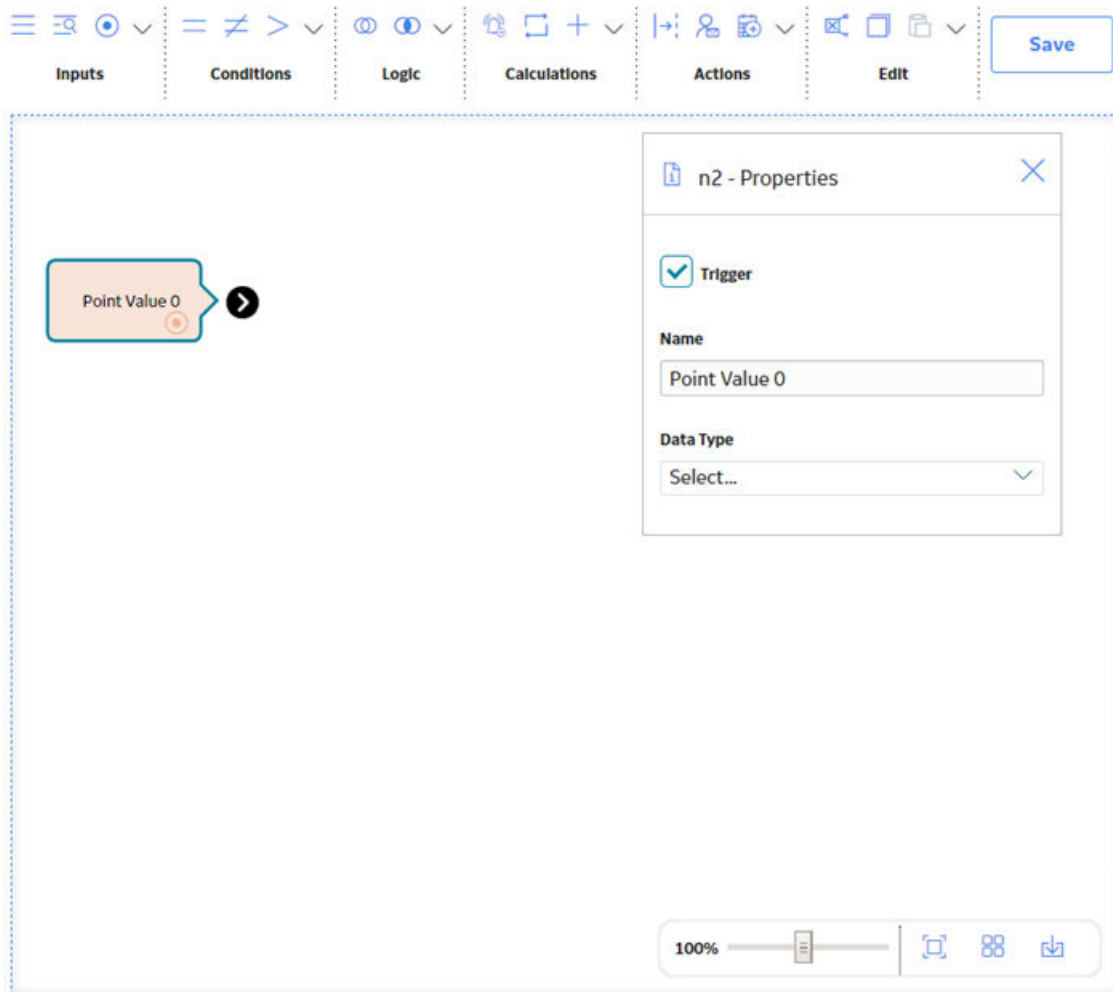 Save
Inputs
Conditions
Logic
Calculations
Actions
Edit
n2 - Properties
Point Value 0
Trigger
Name
Point Value 0
Data Type
Select...
100%